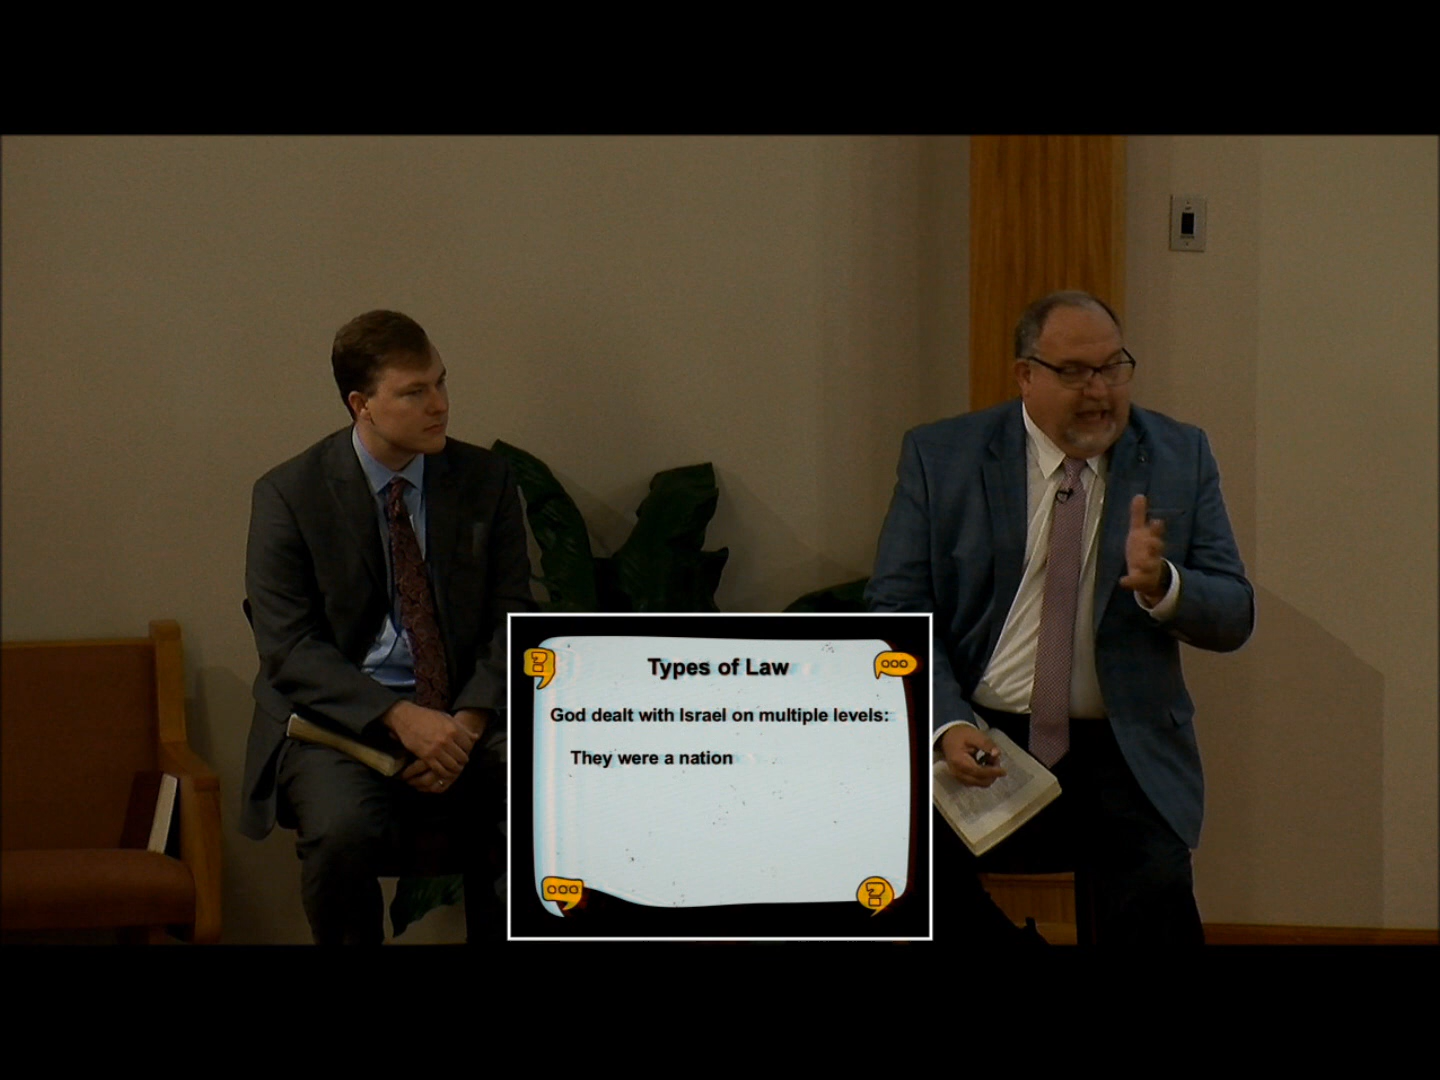 Types of Law
God dealt with Israel on multiple levels:
They were a nation